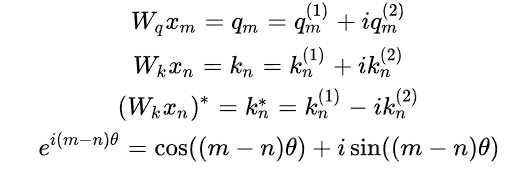 W_q x_m = q_m = q_m^{(1)} + i q_m^{(2)}
W_k x_n = k_n = k_n^{(1)} + i k_n^{(2)}
(W_k x_n)^* = k_n^* = k_n^{(1)} − i k_n^{(2)}
e^{i(m−n)θ} = cos((m − n)θ) + i sin((m − n)θ)